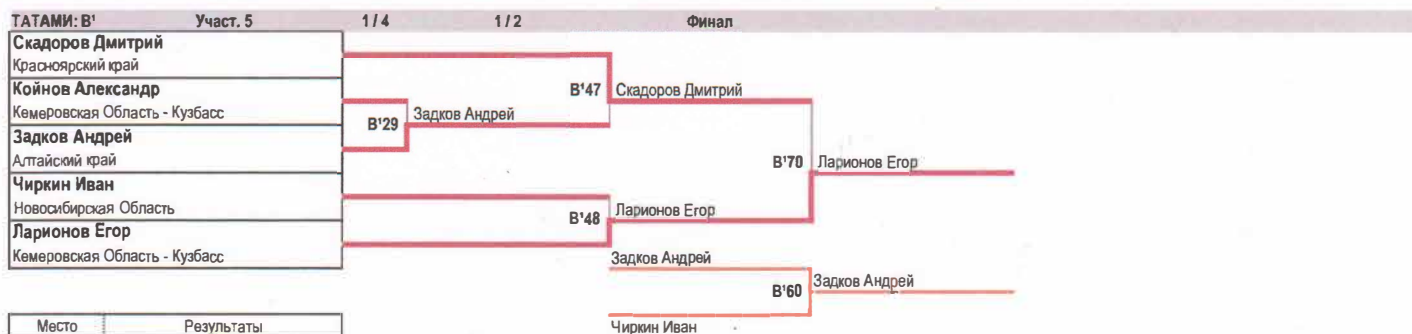 ТАТАМИ: В¹ Участ. 5 1 / 4 1 / 2 Финал
Скадоров Дмитрий
Красноярский край
Койнов Александр
Кемеровская Область - Кузбасс
Задков Андрей
Алтайский край
Чиркин Иван
Новосибирская Область
Ларионов Егор
Кемеровская Область - Кузбасс
В¹29
Задков Андрей
В¹47
Скадоров Дмитрий
В¹48
Ларионов Егор
В¹70
Ларионов Егор
Задков Андрей
В¹60
Задков Андрей
Чиркин Иван
Место Результаты